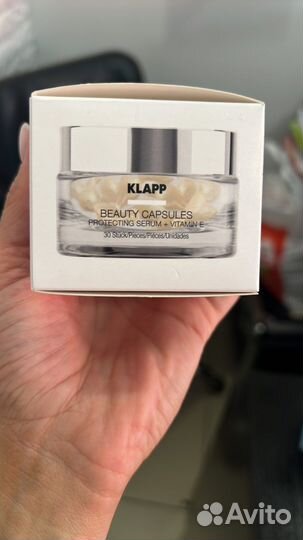 KLAPP
BEAUTY CAPSULES
PROTECTING SERUM + VITAMIN E
30 Stück/Pieces/Pièces/Unidades
Avito